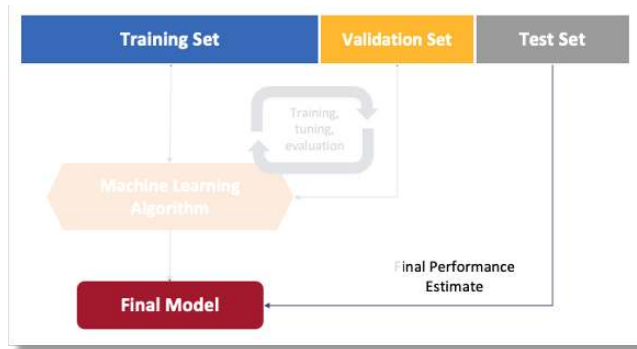 Training Set Validation Set Test Set
Training,
tuning,
evaluation
Machine Learning
Algorithm
Final Performance
Estimate
Final Model